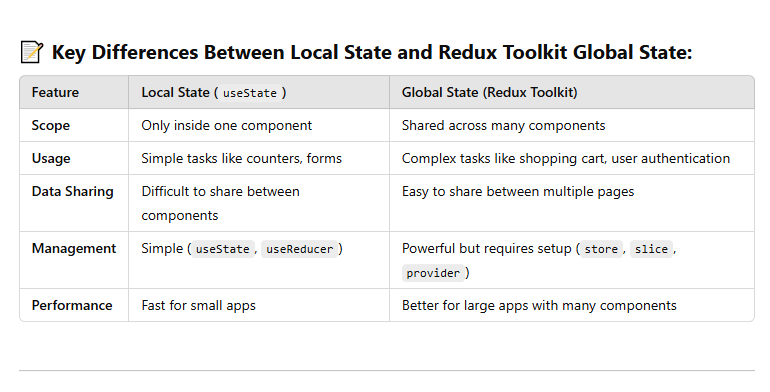 📝 Key Differences Between Local State and Redux Toolkit Global State:
Feature Local State ( useState ) Global State (Redux Toolkit)
Scope Only inside one component Shared across many components
Usage Simple tasks like counters, forms Complex tasks like shopping cart, user authentication
Data Sharing Difficult to share between Easy to share between multiple pages
components
Management Simple ( useState , useReducer ) Powerful but requires setup ( store , slice ,
provider )
Performance Fast for small apps Better for large apps with many components